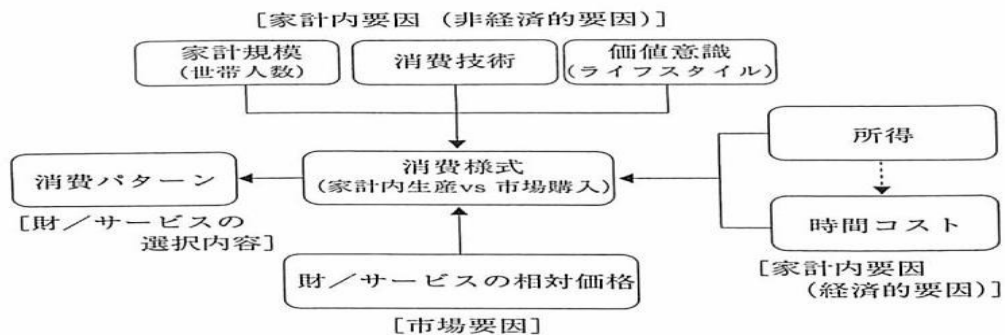 [家計内要因（非経済的要因）]
家計規模
(世帯人数)
消費技術
価値意識
(ライフスタイル)
所得
消費様式
(家計内生産vs 市場購入)
消費パターン
[財／サービスの
選択内容]
時間コスト
[家計内要因
(経済的要因)]
財／サービスの相対価格
[市場要因]